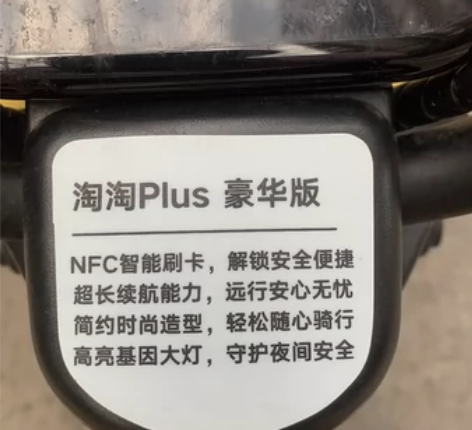 淘淘Plus 豪华版
NFC智能刷卡，解锁安全便捷
超长续航能力，远行安心无忧
简约时尚造型，轻松随心骑行
高亮基因大灯，守护夜间安全